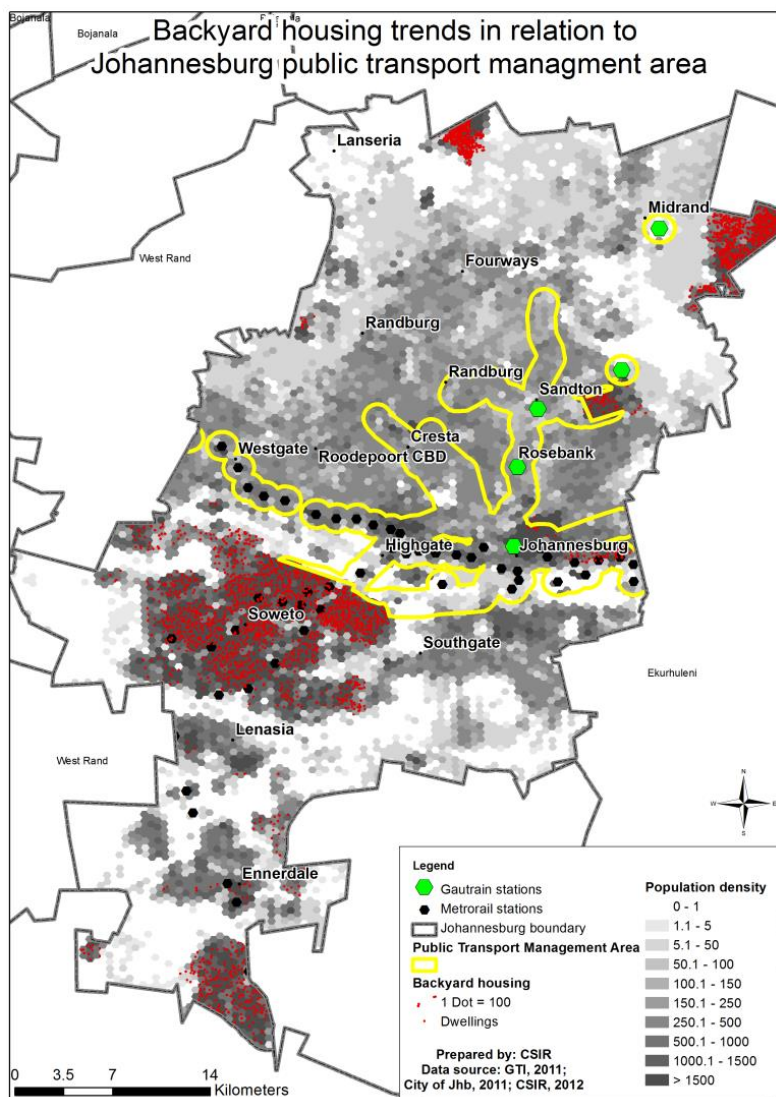 Bojanala
Bojanala
Backyard housing trends in relation to
Johannesburg public transport managment area
Lanseria
Midrand
West Rand
Fourways
Randburg
Randburg
Sandton
Cresta
Westgate
Roodepoort CBD
Rosebank
Highgate
Johannesburg
Soweto
Southgate
Ekurhuleni
Lenasia
West Rand
N
W
E
S
Ennerdale
Legend
Gautrain stations
Metrorail stations
Johannesburg boundary
Public Transport Management Area
Backyard housing
1 Dot = 100
Dwellings
Prepared by: CSIR
Data source: GTI, 2011;
City of Jhb, 2011; CSIR, 2012
Population density
0 - 1
1.1 - 5
5.1 - 50
50.1 - 100
100.1 - 150
150.1 - 250
250.1 - 500
500.1 - 1000
1000.1 - 1500
> 1500
0 3.5 7 14
Kilometers